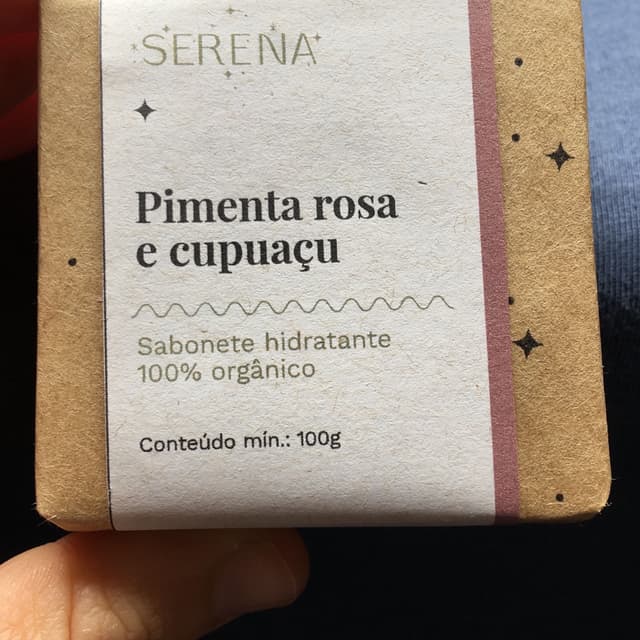 SERENA
Pimenta rosa
e cupuaçu
Sabonete hidratante
100% orgânico
Conteúdo mín.: 100g